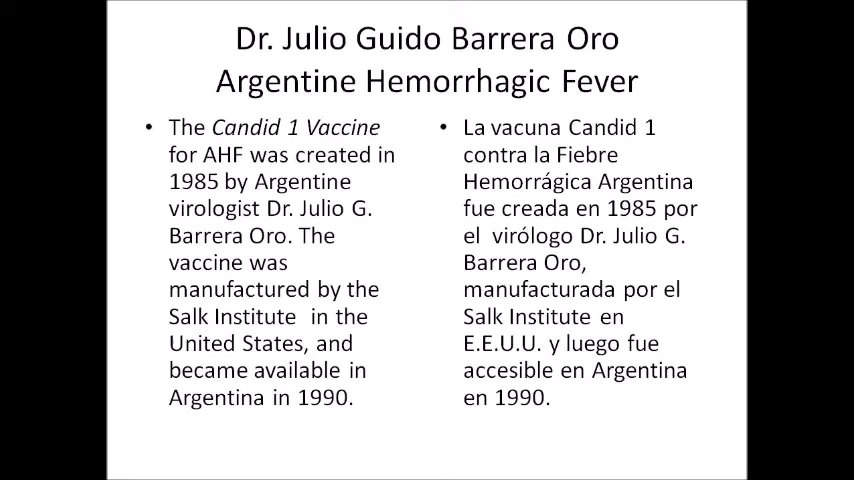 Dr. Julio Guido Barrera Oro
Argentine Hemorrhagic Fever
• The Candid 1 Vaccine
for AHF was created in
1985 by Argentine
virologist Dr. Julio G.
Barrera Oro. The
vaccine was
manufactured by the
Salk Institute in the
United States, and
became available in
Argentina in 1990.
• La vacuna Candid 1
contra la Fiebre
Hemorrágica Argentina
fue creada en 1985 por
el virólogo Dr. Julio G.
Barrera Oro,
manufacturada por el
Salk Institute en
E.E.U.U. y luego fue
accesible en Argentina
en 1990.